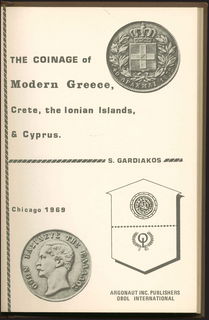 THE COINAGE of
Modern Greece,
Crete, the Ionian Islands,
& Cyprus.
S. GARDIAKOS
Chicago 1969
ARGONAUT INC. PUBLISHERS
OBOL INTERNATIONAL